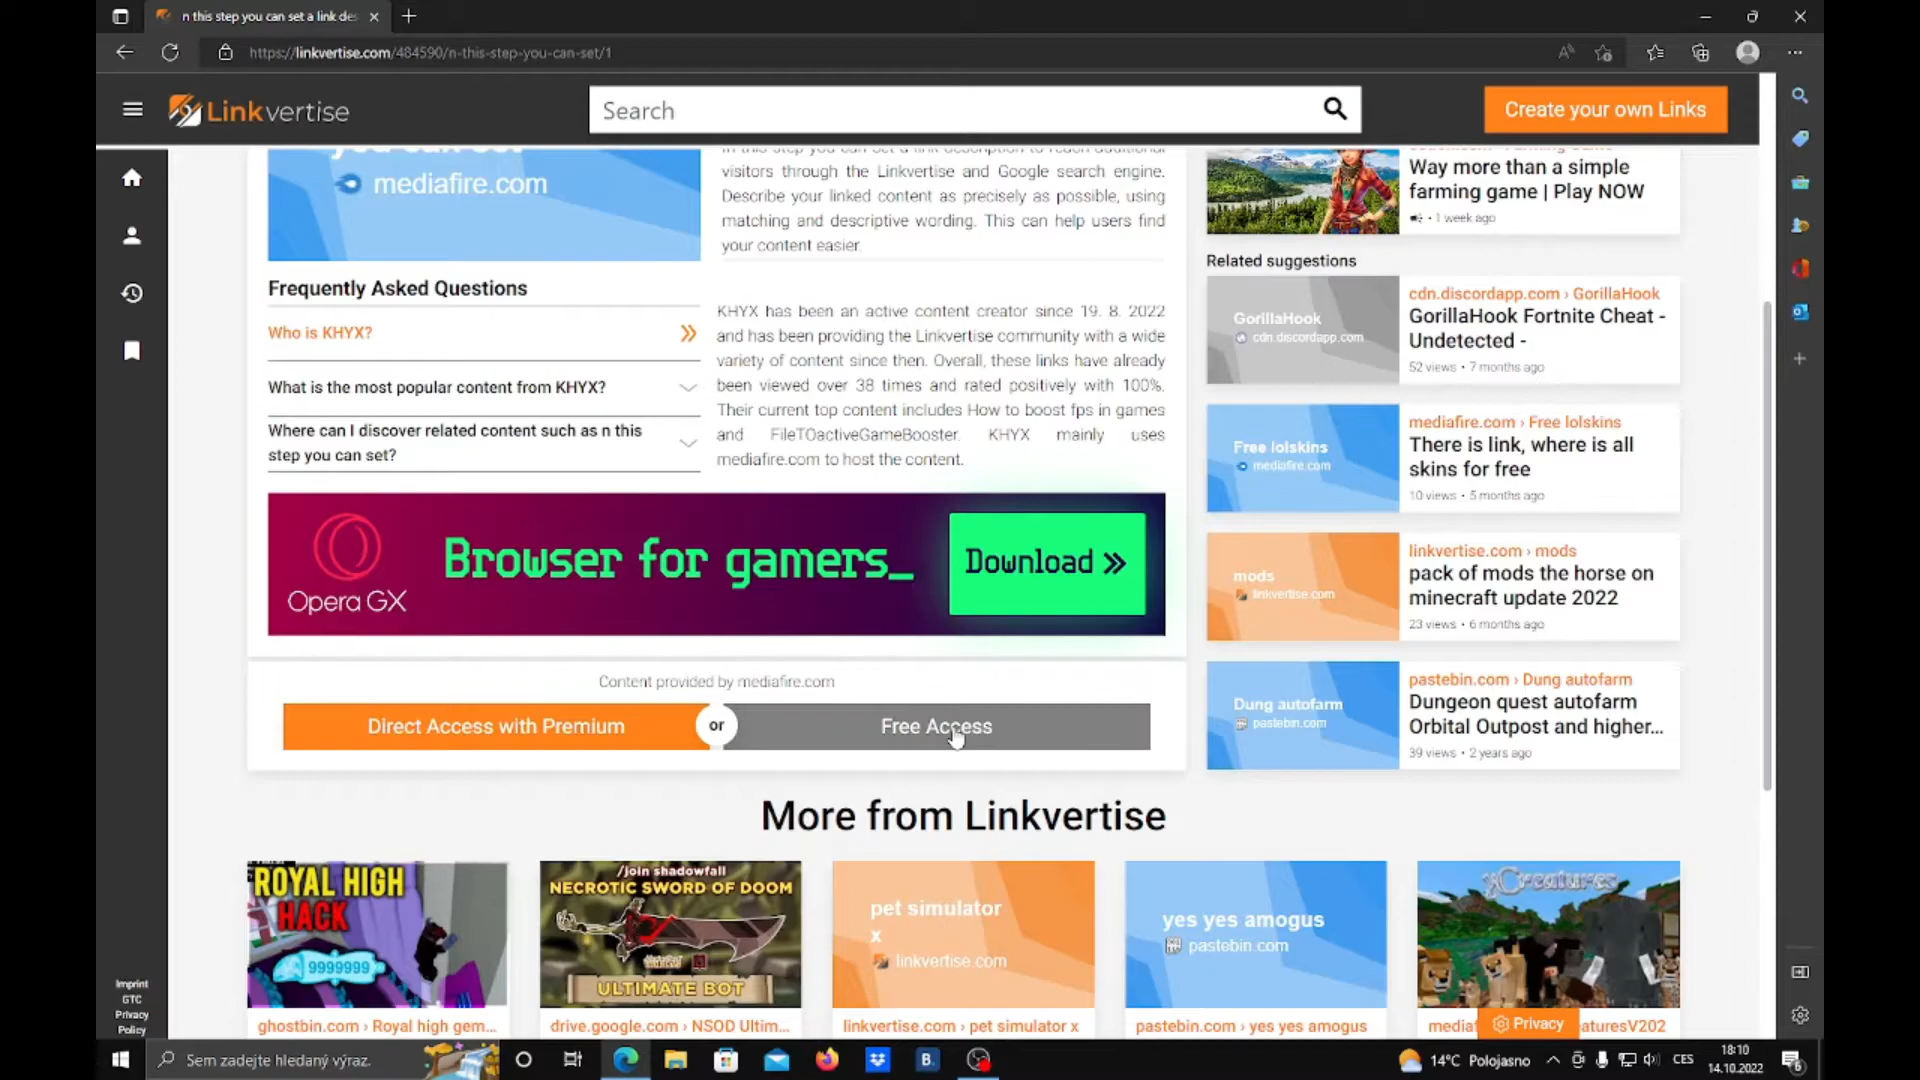 n this step you can set a link des
https://linkvertise.com/484590/n-this-step-you-can-set/1
Linkvertise
Search
Create your own Links
mediafire.com
In this step you can set a link description to reach additional
visitors through the Linkvertise and Google search engine.
Describe your linked content as precisely as possible, using
matching and descriptive wording. This can help users find
your content easier.
Frequently Asked Questions
Who is KHYX?
What is the most popular content from KHYX?
Where can I discover related content such as n this
step you can set?
KHYX has been an active content creator since 19. 8. 2022
and has been providing the Linkvertise community with a wide
variety of content since then. Overall, these links have already
been viewed over 38 times and rated positively with 100%.
Their current top content includes How to boost fps in games
and FileTOactiveGameBooster. KHYX mainly uses
mediafire.com to host the content.
Opera GX
Browser for gamers_
Download »
Content provided by mediafire.com
Direct Access with Premium
or
Free Access
Way more than a simple
farming game | Play NOW
• 1 week ago
Related suggestions
GorillaHook
cdn.discordapp.com
cdn.discordapp.com › GorillaHook
GorillaHook Fortnite Cheat -
Undetected -
52 views • 7 months ago
Free lolskins
mediafire.com
mediafire.com › Free lolskins
There is link, where is all
skins for free
10 views • 5 months ago
mods
linkvertise.com
linkvertise.com › mods
pack of mods the horse on
minecraft update 2022
23 views • 6 months ago
Dung autofarm
pastebin.com
pastebin.com › Dung autofarm
Dungeon quest autofarm
Orbital Outpost and higher...
39 views • 2 years ago
More from Linkvertise
ROYAL HIGH
HACK
9999999
ghostbin.com › Royal high gem...
/join shadowfall
NECROTIC SWORD OF DOOM
ULTIMATE BOT
drive.google.com › NSOD Ultim...
pet simulator
x
linkvertise.com
linkvertise.com › pet simulator x
yes yes amogus
pastebin.com
pastebin.com › yes yes amogus
yCreatures
mediaf
aturesV202
Privacy
Imprint
GTC
Privacy
Policy
Sem zadejte hledaný výraz.
B.
14°C Polojasno
CES
18:10
14.10.2022
6